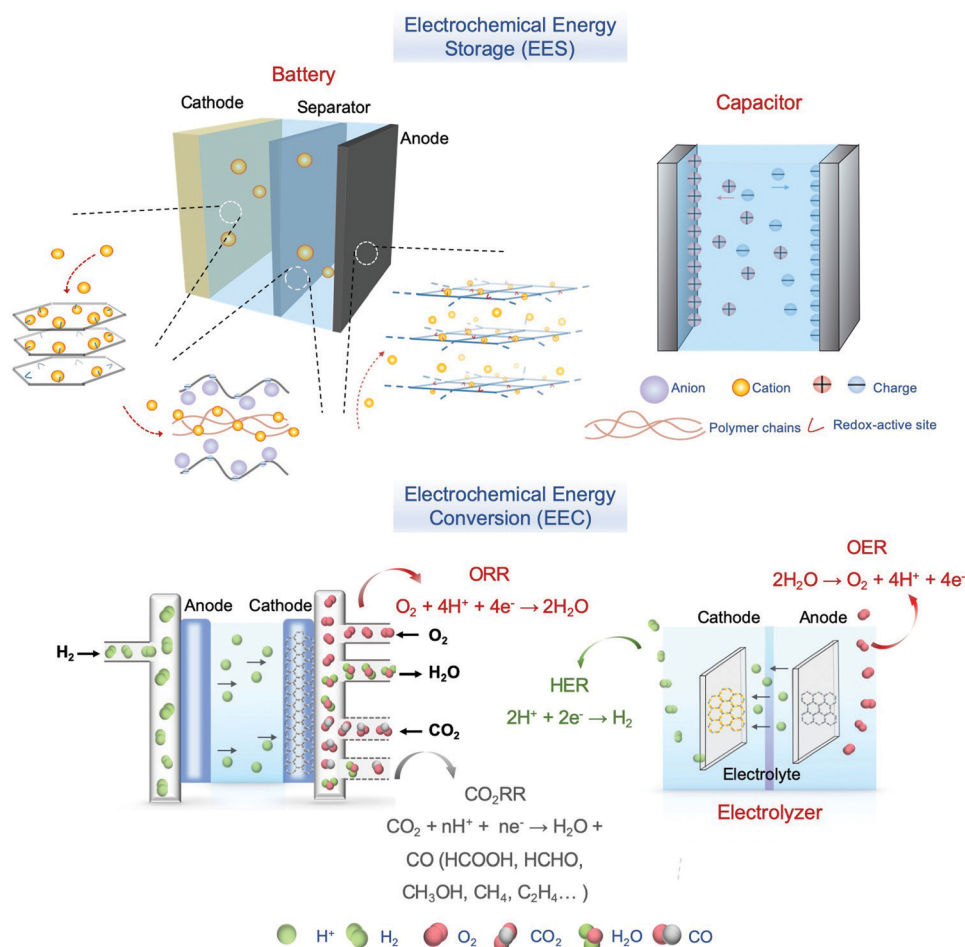 Electrochemical Energy
Storage (EES)
Battery
Cathode
Separator
Anode
Capacitor
Anion
Cation
Charge
Polymer chains
Redox-active site
Electrochemical Energy
Conversion (EEC)
ORR
O₂ + 4H⁺ + 4e⁻ → 2H₂O
Anode
Cathode
H₂
O₂
H₂O
CO₂
CO₂RR
CO₂ + nH⁺ + ne⁻ → H₂O +
CO (HCOOH, HCHO,
CH₃OH, CH₄, C₂H₄… )
OER
2H₂O → O₂ + 4H⁺ + 4e⁻
HER
2H⁺ + 2e⁻ → H₂
Cathode
Anode
Electrolyte
Electrolyzer
H⁺
H₂
O₂
CO₂
H₂O
CO